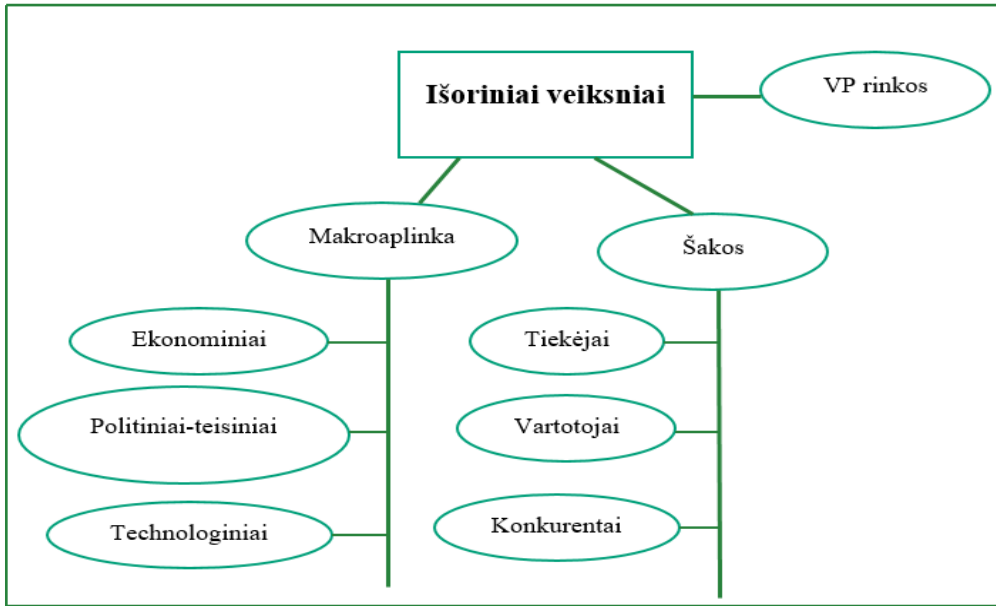 Išoriniai veiksniai
VP rinkos
Makroaplinka
Šakos
Ekonominiai
Tiekėjai
Politiniai-teisiniai
Vartotojai
Technologiniai
Konkurentai